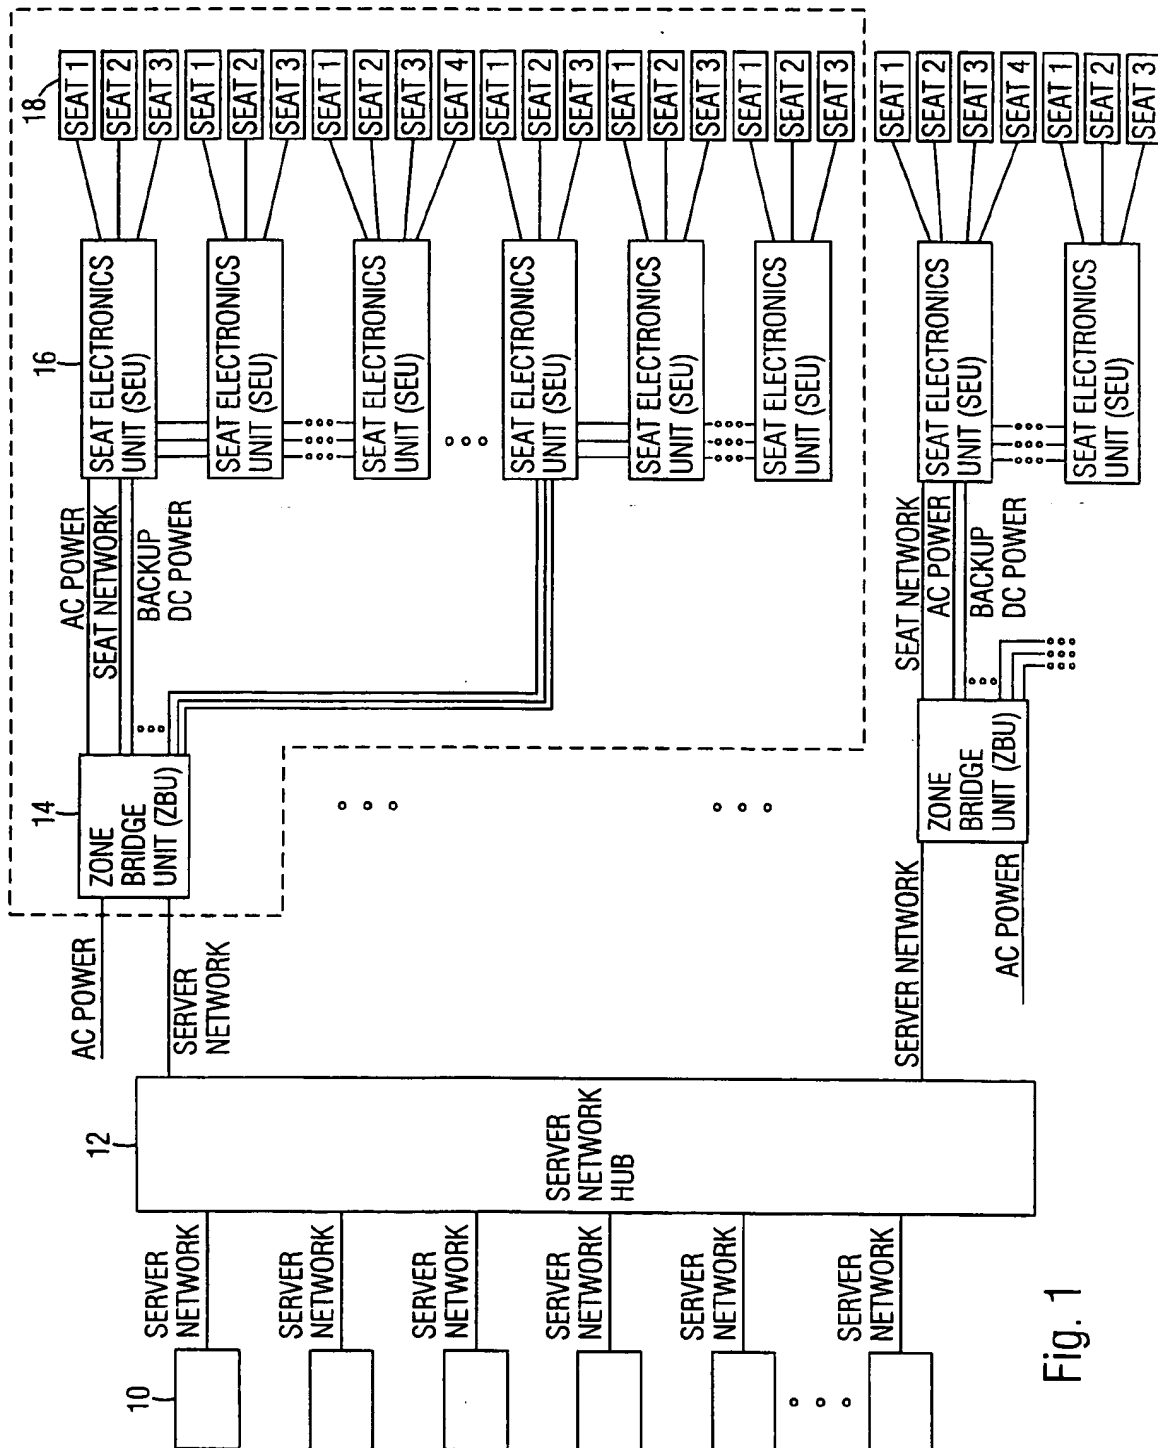 10
SERVER
NETWORK
SERVER
NETWORK
SERVER
NETWORK
SERVER
NETWORK
SERVER
NETWORK
SERVER
NETWORK
12
SERVER
NETWORK
HUB
AC POWER
SERVER
NETWORK
SERVER NETWORK
AC POWER
14
ZONE
BRIDGE
UNIT (ZBU)
ZONE
BRIDGE
UNIT (ZBU)
AC POWER
SEAT NETWORK
BACKUP
DC POWER
SEAT NETWORK
AC POWER
BACKUP
DC POWER
16
SEAT ELECTRONICS
UNIT (SEU)
SEAT ELECTRONICS
UNIT (SEU)
SEAT ELECTRONICS
UNIT (SEU)
SEAT ELECTRONICS
UNIT (SEU)
SEAT ELECTRONICS
UNIT (SEU)
SEAT ELECTRONICS
UNIT (SEU)
SEAT ELECTRONICS
UNIT (SEU)
SEAT ELECTRONICS
UNIT (SEU)
18
SEAT 1
SEAT 2
SEAT 3
SEAT 1
SEAT 2
SEAT 3
SEAT 1
SEAT 2
SEAT 3
SEAT 4
SEAT 1
SEAT 2
SEAT 3
SEAT 1
SEAT 2
SEAT 3
SEAT 1
SEAT 2
SEAT 3
SEAT 1
SEAT 2
SEAT 3
SEAT 4
SEAT 1
SEAT 2
SEAT 3
Fig. 1